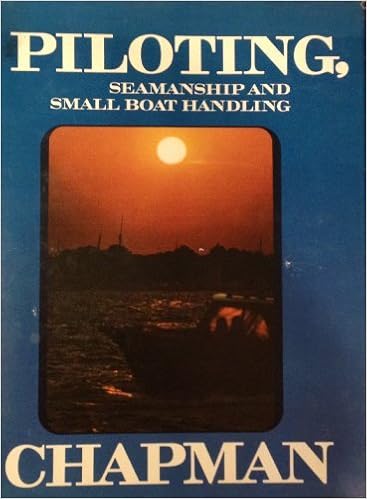 PILOTING,
SEAMANSHIP AND
SMALL BOAT HANDLING
CHAPMAN